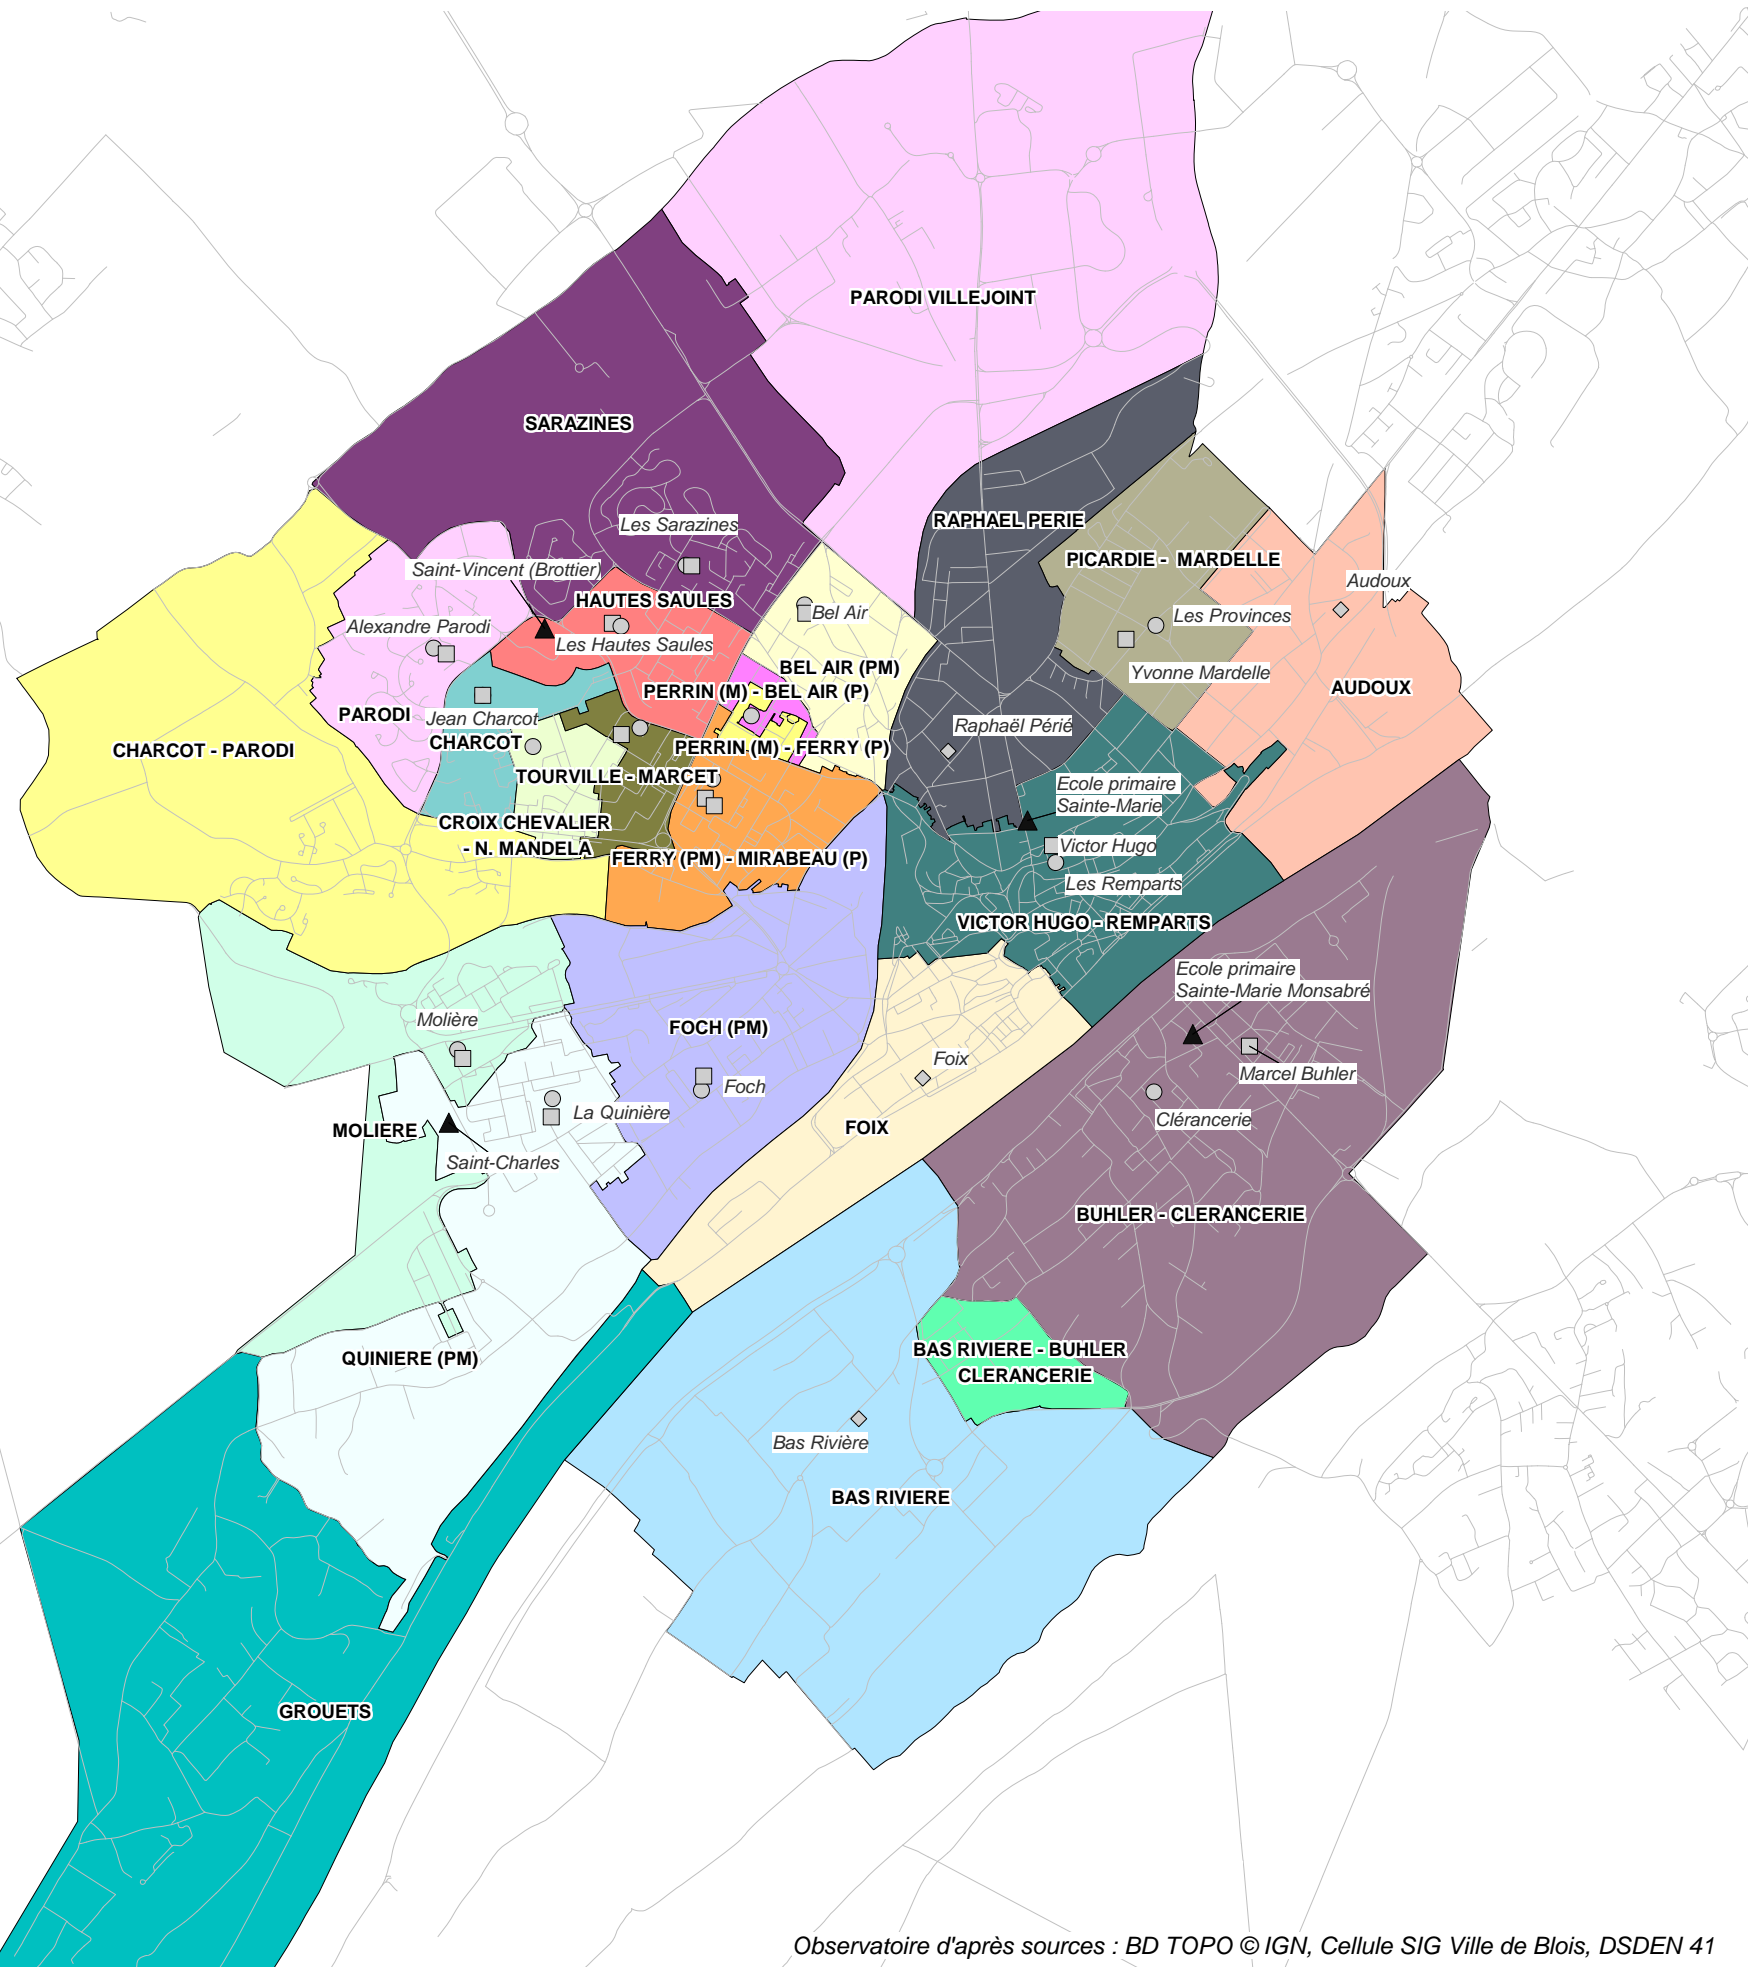 PARODI VILLEJOINT
SARAZINES
Les Sarazines
RAPHAEL PERIE
PICARDIE - MARDELLE
Saint-Vincent (Brottier)
Audoux
HAUTES SAULES
Bel Air
Les Provinces
Alexandre Parodi
Les Hautes Saules
BEL AIR (PM)
Yvonne Mardelle
AUDOUX
PERRIN (M) - BEL AIR (P)
PARODI
Jean Charcot
Raphaël Périé
CHARCOT
CHARCOT - PARODI
PERRIN (M) - FERRY (P)
TOURVILLE - MARCET
Ecole primaire
Sainte-Marie
CROIX CHEVALIER
- N. MANDELA
Victor Hugo
FERRY (PM) - MIRABEAU (P)
Les Remparts
VICTOR HUGO - REMPARTS
Ecole primaire
Sainte-Marie Monsabré
Molière
FOCH (PM)
Foix
Marcel Buhler
Foch
La Quinière
Clérancerie
MOLIERE
FOIX
Saint-Charles
BUHLER - CLERANCERIE
BAS RIVIERE - BUHLER
CLERANCERIE
QUINIERE (PM)
Bas Rivière
BAS RIVIERE
GROUETS
Observatoire d'après sources : BD TOPO © IGN, Cellule SIG Ville de Blois, DSDEN 41